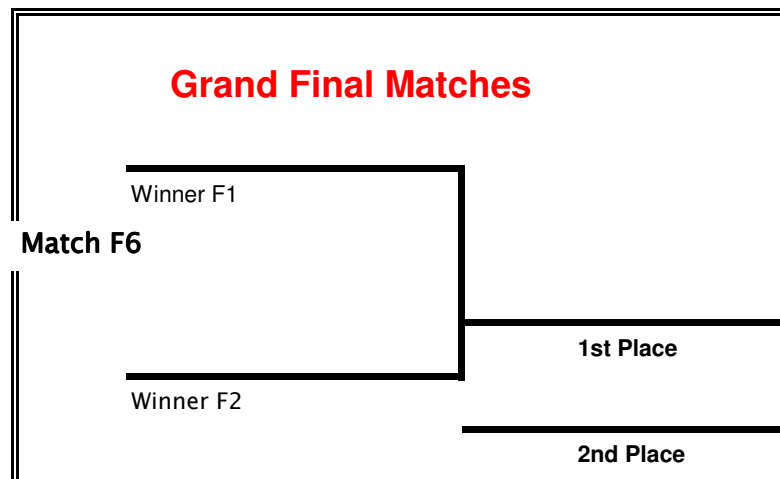 Grand Final Matches
Winner F1
Match F6
1st Place
Winner F2
2nd Place